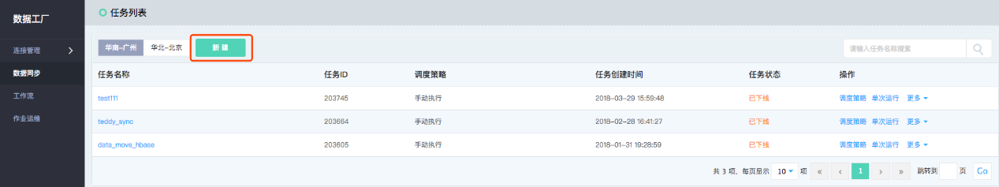 数据工厂
连接管理
数据同步
工作流
作业运维
任务列表
华南-广州 华北-北京 新 建 请输入任务名称搜索
任务名称 任务ID 调度策略 任务创建时间 任务状态 操作
test111 203745 手动执行 2018-03-29 15:59:48 已下线 调度策略 单次运行 更多
teddy_sync 203664 手动执行 2018-02-28 16:41:27 已下线 调度策略 单次运行 更多
data_move_hbase 203605 手动执行 2018-01-31 19:28:59 已下线 调度策略 单次运行 更多
共 3 项，每页显示 10 项 « ‹ 1 › » 跳转到 页 Go